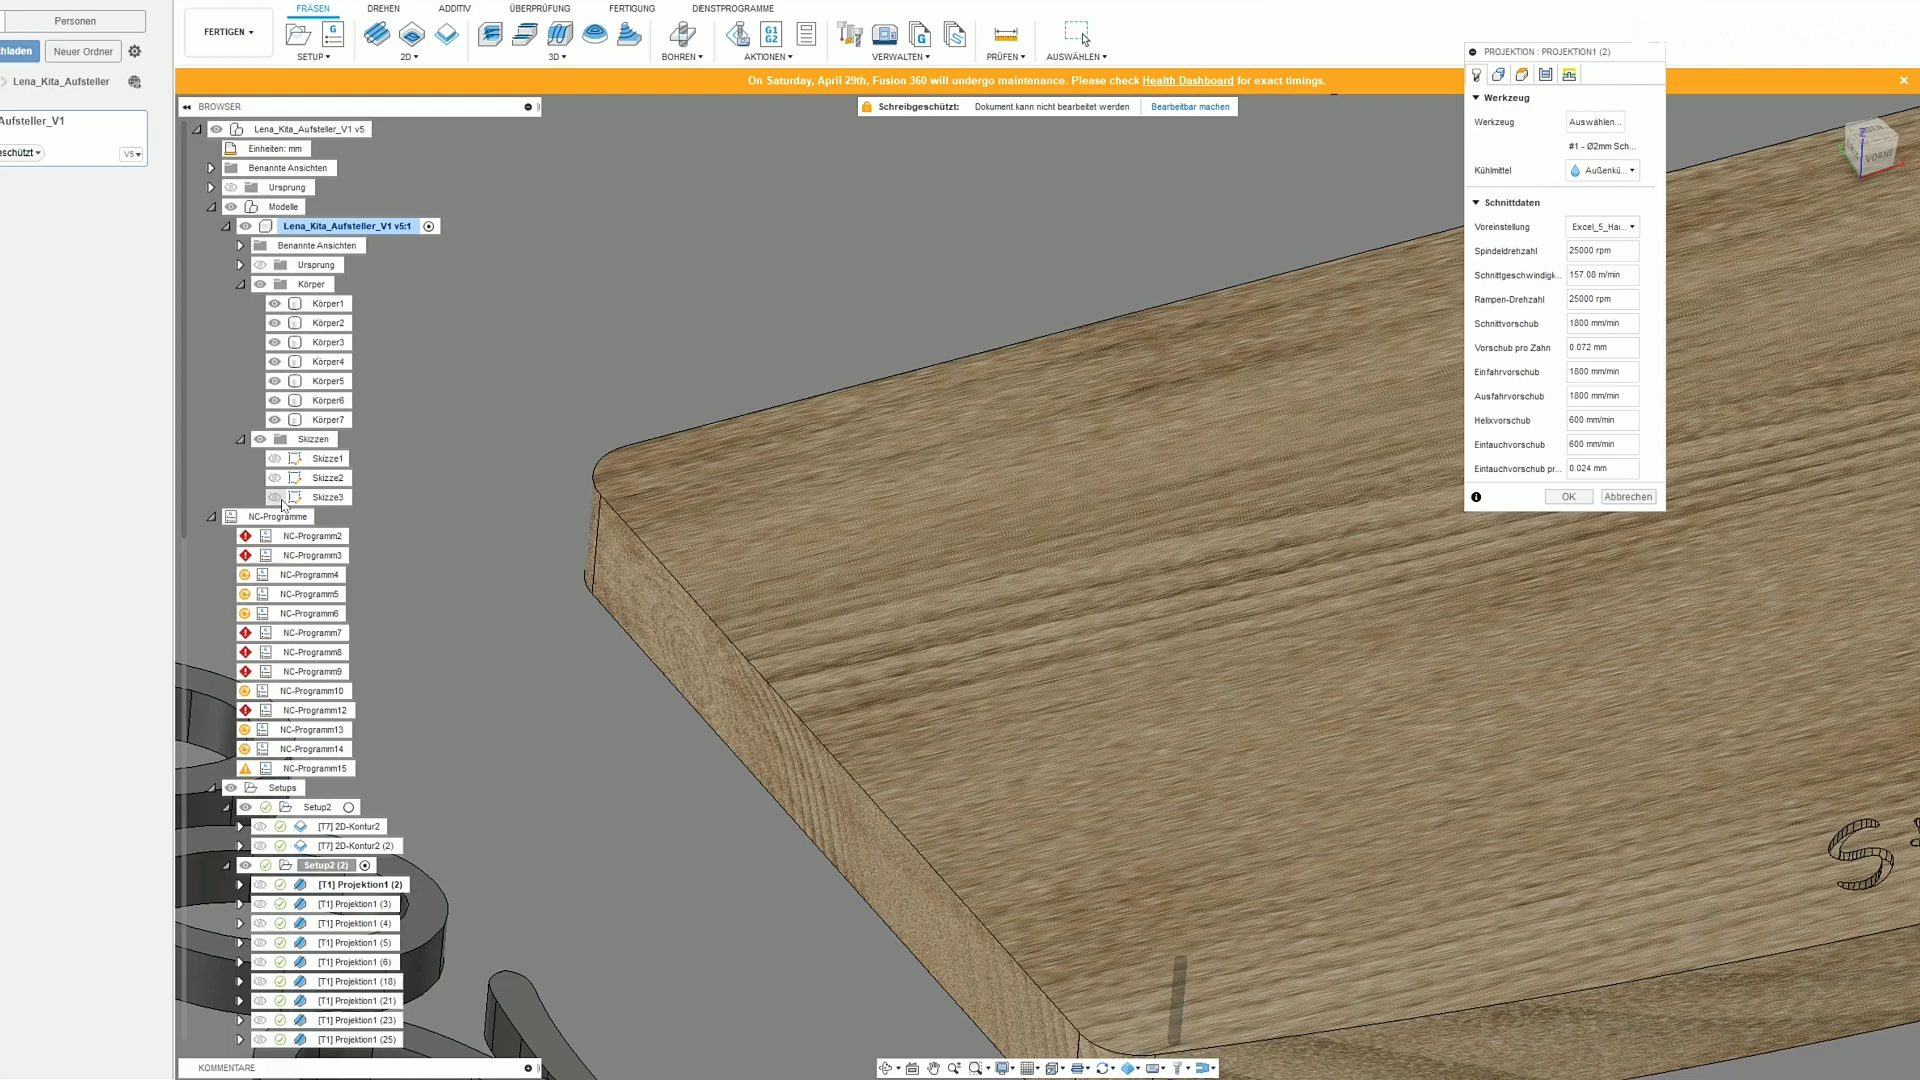 Personen
FRÄSEN
DREHEN
ADDITIV
ÜBERPRÜFUNG
FERTIGUNG
DIENSTPROGRAMME
FERTIGEN
SETUP
2D
3D
BOHREN
G1
G2
AKTIONEN
VERWALTEN
PRÜFEN
AUSWÄHLEN
hladen
Neuer Ordner
Lena_Kita_Aufsteller
Aufsteller_V1
eschützt
V5
On Saturday, April 29th, Fusion 360 will undergo maintenance. Please check Health Dashboard for exact timings.
Schreibgeschützt: Dokument kann nicht bearbeitet werden
Bearbeitbar machen
BROWSER
Lena_Kita_Aufsteller_V1 v5
Einheiten: mm
Benannte Ansichten
Ursprung
Modelle
Lena_Kita_Aufsteller_V1 v5:1
Benannte Ansichten
Ursprung
Körper
Körper1
Körper2
Körper3
Körper4
Körper5
Körper6
Körper7
Skizzen
Skizze1
Skizze2
Skizze3
NC-Programme
NC-Programm2
NC-Programm3
NC-Programm4
NC-Programm5
NC-Programm6
NC-Programm7
NC-Programm8
NC-Programm9
NC-Programm10
NC-Programm12
NC-Programm13
NC-Programm14
NC-Programm15
Setups
Setup2
[T7] 2D-Kontur2
[T7] 2D-Kontur2 (2)
Setup2 (2)
[T1] Projektion1 (2)
[T1] Projektion1 (3)
[T1] Projektion1 (4)
[T1] Projektion1 (5)
[T1] Projektion1 (6)
[T1] Projektion1 (18)
[T1] Projektion1 (21)
[T1] Projektion1 (23)
[T1] Projektion1 (25)
KOMMENTARE
PROJEKTION : PROJEKTION1 (2)
Werkzeug
Werkzeug Auswählen...
#1 - Ø2mm Sch...
Kühlmittel Außenkü...
Schnittdaten
Voreinstellung Excel_5_Har...
Spindeldrehzahl 25000 rpm
Schnittgeschwindigk... 157.08 m/min
Rampen-Drehzahl 25000 rpm
Schnittvorschub 1800 mm/min
Vorschub pro Zahn 0.072 mm
Einfahrvorschub 1800 mm/min
Ausfahrvorschub 1800 mm/min
Helixvorschub 600 mm/min
Eintauchvorschub 600 mm/min
Eintauchvorschub pr... 0.024 mm
OK
Abbrechen
Z
VORNE
S